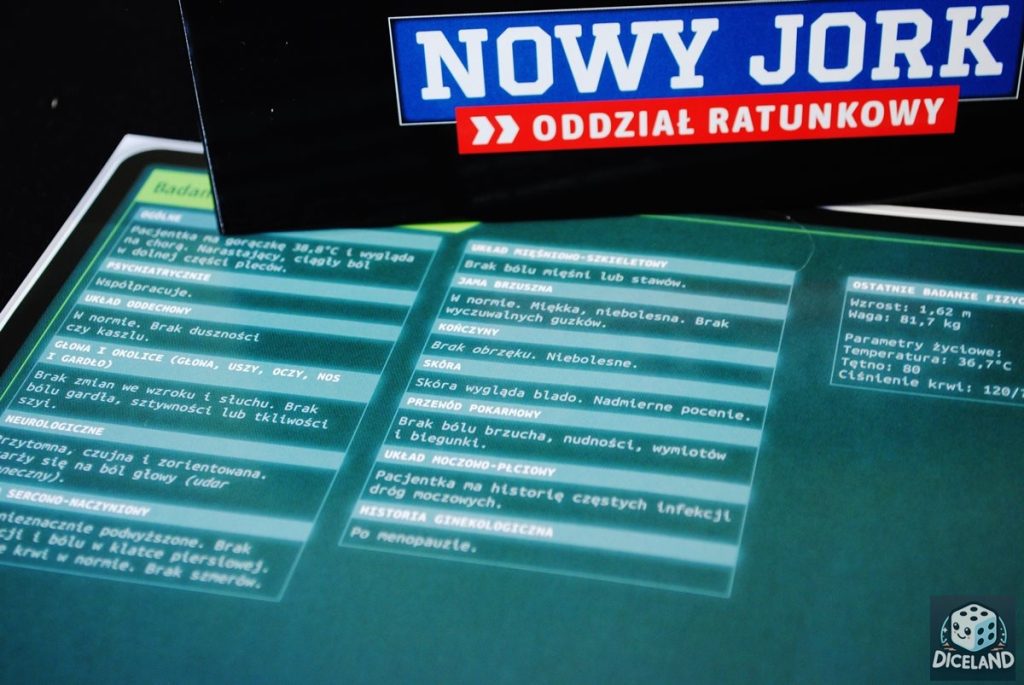 NOWY JORK
ODDZIAŁ RATUNKOWY
OGÓLNE
Pacjentka ma gorączkę 38,8°C i wygląda
na chorą. Narastający, ciągły ból
w dolnej części pleców.
PSYCHIATRYCZNIE
Współpracuje.
UKŁAD ODDECHOWY
W normie. Brak duszności
czy kaszlu.
GŁOWA I OKOLICE (GŁOWA, USZY, OCZY, NOS
I GARDŁO)
Brak zmian we wzroku i słuchu. Brak
bólu gardła, sztywności lub tkliwości
szyi.
NEUROLOGICZNE
Przytomna, czujna i zorientowana.
się na ból głowy (udar
SERCOWO-NACZYNIOWY
nieznacznie podwyższone. Brak
i bólu w klatce piersiowej.
krwi w normie. Brak szmerów.
UKŁAD MIĘŚNIOWO-SZKIELETOWY
Brak bólu mięśni lub stawów.
JAMA BRZUSZNA
W normie. Miękka, niebolesna. Brak
wyczuwalnych guzków.
KOŃCZYNY
Brak obrzęku. Niebolesne.
SKÓRA
Skóra wygląda blado. Nadmierne pocenie.
PRZEWÓD POKARMOWY
Brak bólu brzucha, nudności, wymiotów
i biegunki.
UKŁAD MOCZOWO-PŁCIOWY
Pacjentka ma historię częstych infekcji
dróg moczowych.
HISTORIA GINEKOLOGICZNA
Po menopauzie.
OSTATNIE BADANIE
Wzrost: 1,62 m
Waga: 81,7 kg
Parametry życiowe:
Temperatura: 36,7°C
Tętno: 80
Ciśnienie krwi: 120/
DICELAND